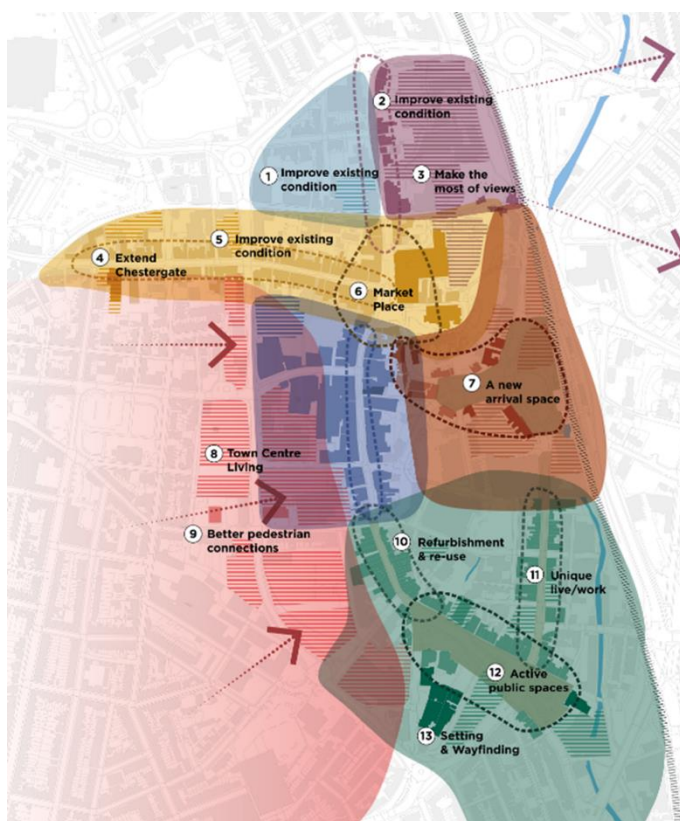 2 Improve existing
condition
1 Improve existing
condition
3 Make the
most of views
5 Improve existing
condition
4 Extend
Chestergate
6 Market
Place
7 A new
arrival space
8 Town Centre
Living
9 Better pedestrian
connections
10 Refurbishment
& re-use
11 Unique
live/work
12 Active
public spaces
13 Setting
& Wayfinding